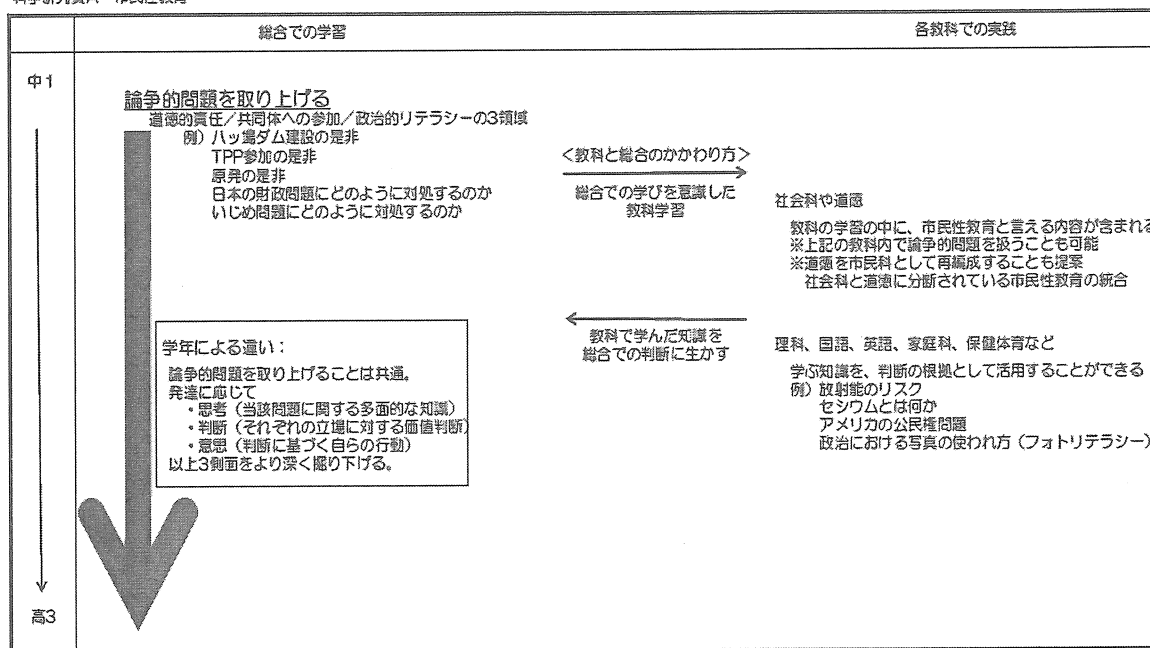 総合での学習
各教科での実践
中1
論争的問題を取り上げる
道徳的責任/共同体への参加/政治的リテラシーの3領域
例)ハッ場ダム建設の是非
TPP参加の是非
原発の是非
日本の財政問題にどのように対処するのか
いじめ問題にどのように対処するのか
<教科と総合のかかわり方>
総合での学びを意識した
教科学習
社会科や道徳
教科の学習の中に、市民性教育と言える内容が含まれる
※上記の教科内で論争的問題を扱うことも可能
※道徳を市民科として再編成することも提案
社会科と道徳に分断されている市民性教育の統合
教科で学んだ知識を
総合での判断に生かす
理科、国語、英語、家庭科、保健体育など
学ぶ知識を、判断の根拠として活用することができる
例)放射能のリスク
セシウムとは何か
アメリカの公民権問題
政治における写真の使われ方(フォトリテラシー)
学年による違い:
論争的問題を取り上げることは共通。
発達に応じて
・思考(当該問題に関する多面的な知識)
・判断(それぞれの立場に対する価値判断)
・意思(判断に基づく自らの行動)
以上3側面をより深く掘り下げる。
高3